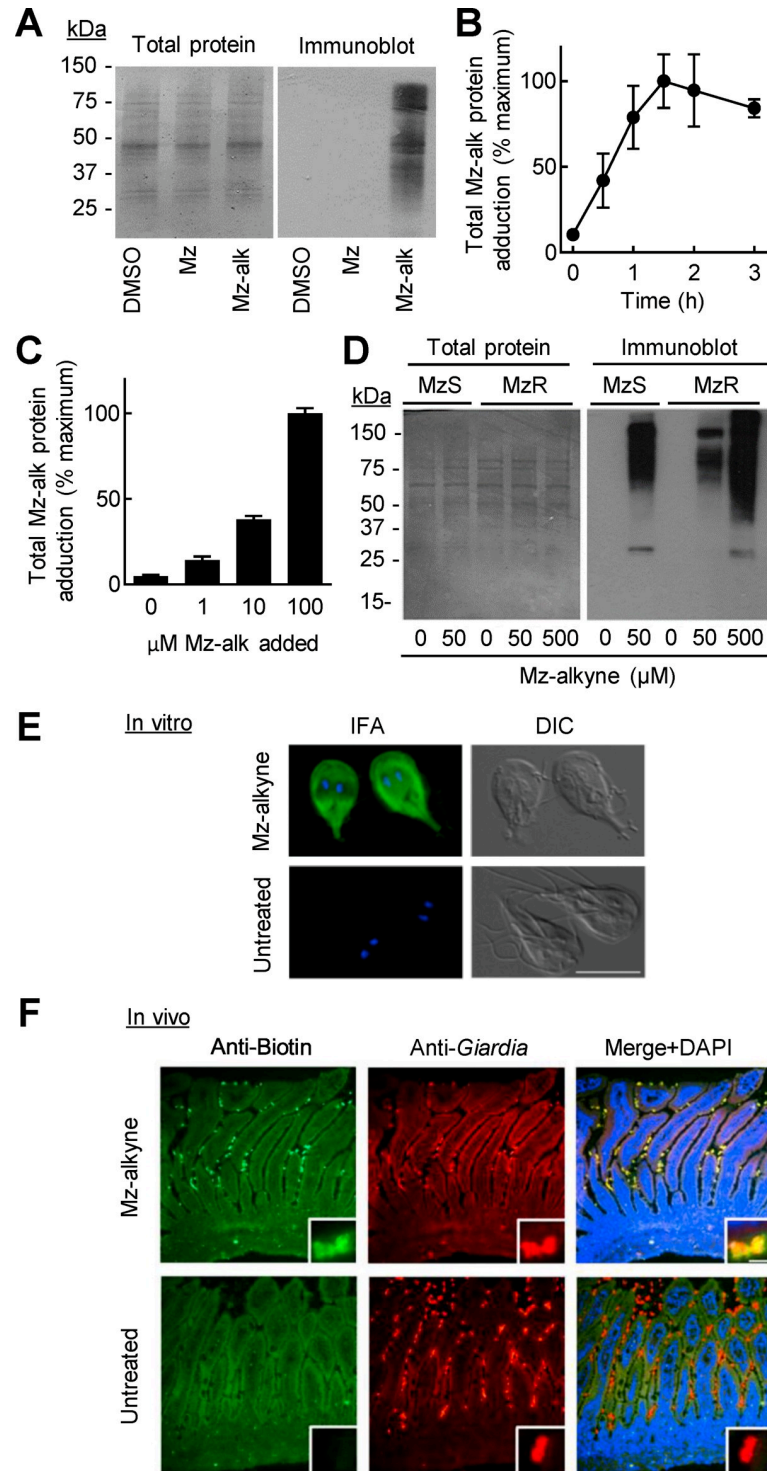 A
kDa
Total protein
Immunoblot
150 -
75 -
50 -
37 -
25 -
DMSO
Mz
Mz-alk
DMSO
Mz
Mz-alk
B
Total Mz-alk protein
adduction (% maximum)
100
50
0
0 1 2 3
Time (h)
C
Total Mz-alk protein
adduction (% maximum)
100
50
0
0 1 10 100
μM Mz-alk added
D
Total protein Immunoblot
MzS MzR MzS MzR
kDa
150 -
75 -
50 -
37 -
25 -
15-
0 50 0 50 500 0 50 0 50 500
Mz-alkyne (μM)
E
In vitro
IFA DIC
Mz-alkyne
Untreated
F
In vivo
Anti-Biotin Anti-Giardia Merge+DAPI
Mz-alkyne
Untreated